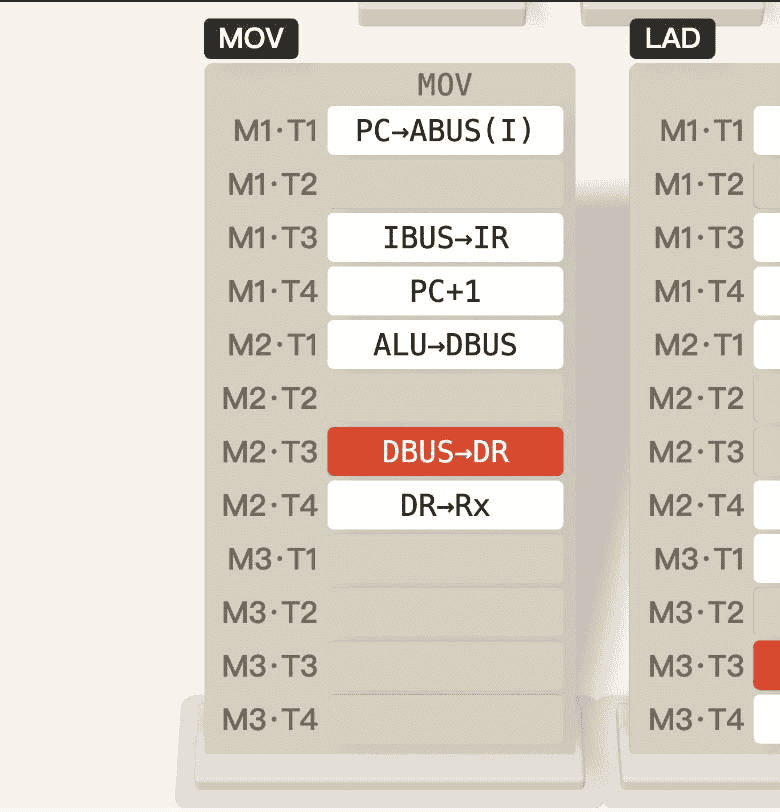 MOV
LAD
MOV
M1·T1 PC→ABUS(I)
M1·T2
M1·T3 IBUS→IR
M1·T4 PC+1
M2·T1 ALU→DBUS
M2·T2
M2·T3 DBUS→DR
M2·T4 DR→Rx
M3·T1
M3·T2
M3·T3
M3·T4
M1·T1
M1·T2
M1·T3
M1·T4
M2·T1
M2·T2
M2·T3
M2·T4
M3·T1
M3·T2
M3·T3
M3·T4